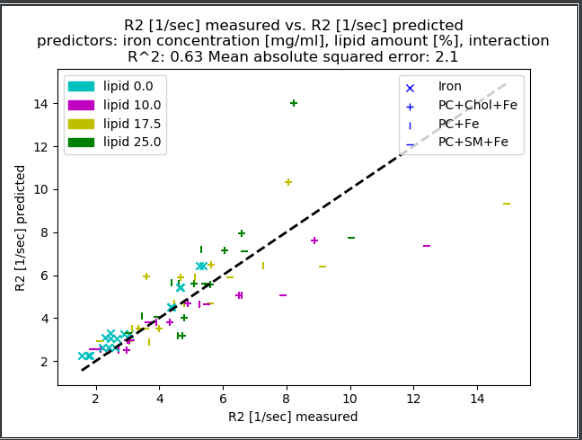 R2 [1/sec] measured vs. R2 [1/sec] predicted
predictors: iron concentration [mg/ml], lipid amount [%], interaction
R^2: 0.63 Mean absolute squared error: 2.1
lipid 0.0
lipid 10.0
lipid 17.5
lipid 25.0
Iron
PC+Chol+Fe
PC+Fe
PC+SM+Fe
R2 [1/sec] predicted
14
12
10
8
6
4
2
2 4 6 8 10 12 14
R2 [1/sec] measured